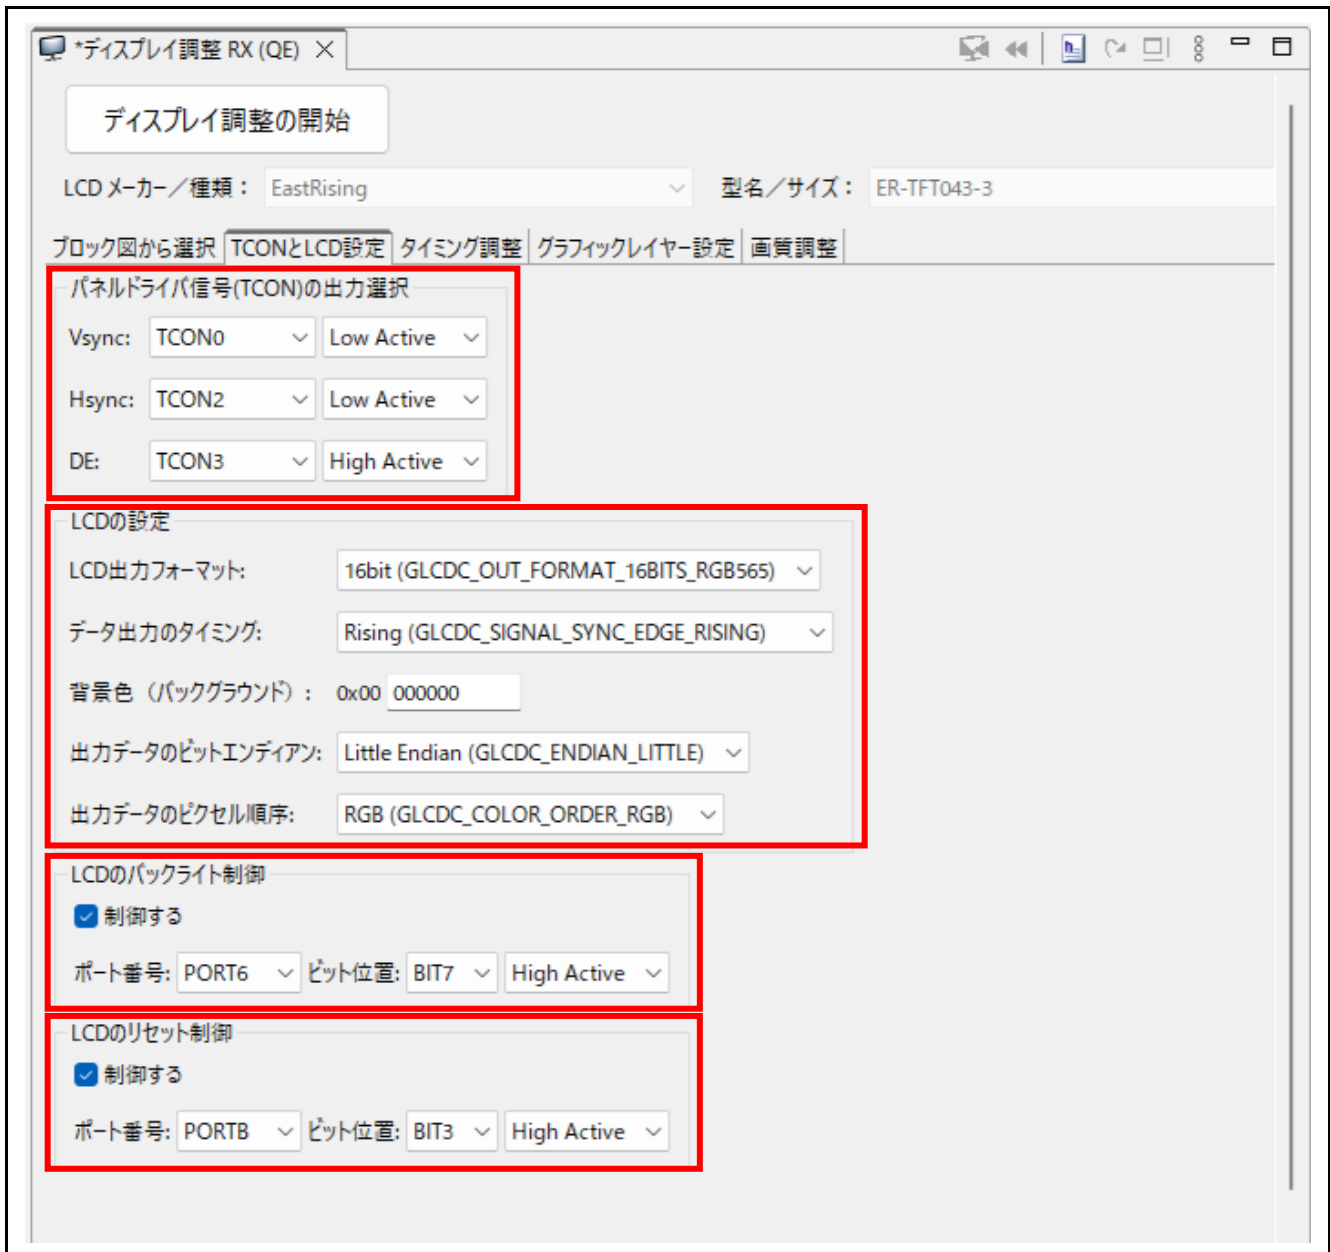 *ディスプレイ調整 RX (QE)
ディスプレイ調整の開始
LCD メーカー／種類： EastRising 型名／サイズ： ER-TFT043-3
ブロック図から選択 TCONとLCD設定 タイミング調整 グラフィックレイヤー設定 画質調整
パネルドライバ信号(TCON)の出力選択
Vsync: TCON0 Low Active
Hsync: TCON2 Low Active
DE: TCON3 High Active
LCDの設定
LCD出力フォーマット: 16bit (GLCDC_OUT_FORMAT_16BITS_RGB565)
データ出力のタイミング: Rising (GLCDC_SIGNAL_SYNC_EDGE_RISING)
背景色（バックグラウンド）： 0x00 000000
出力データのビットエンディアン: Little Endian (GLCDC_ENDIAN_LITTLE)
出力データのピクセル順序: RGB (GLCDC_COLOR_ORDER_RGB)
LCDのバックライト制御
制御する
ポート番号: PORT6 ビット位置: BIT7 High Active
LCDのリセット制御
制御する
ポート番号: PORTB ビット位置: BIT3 High Active